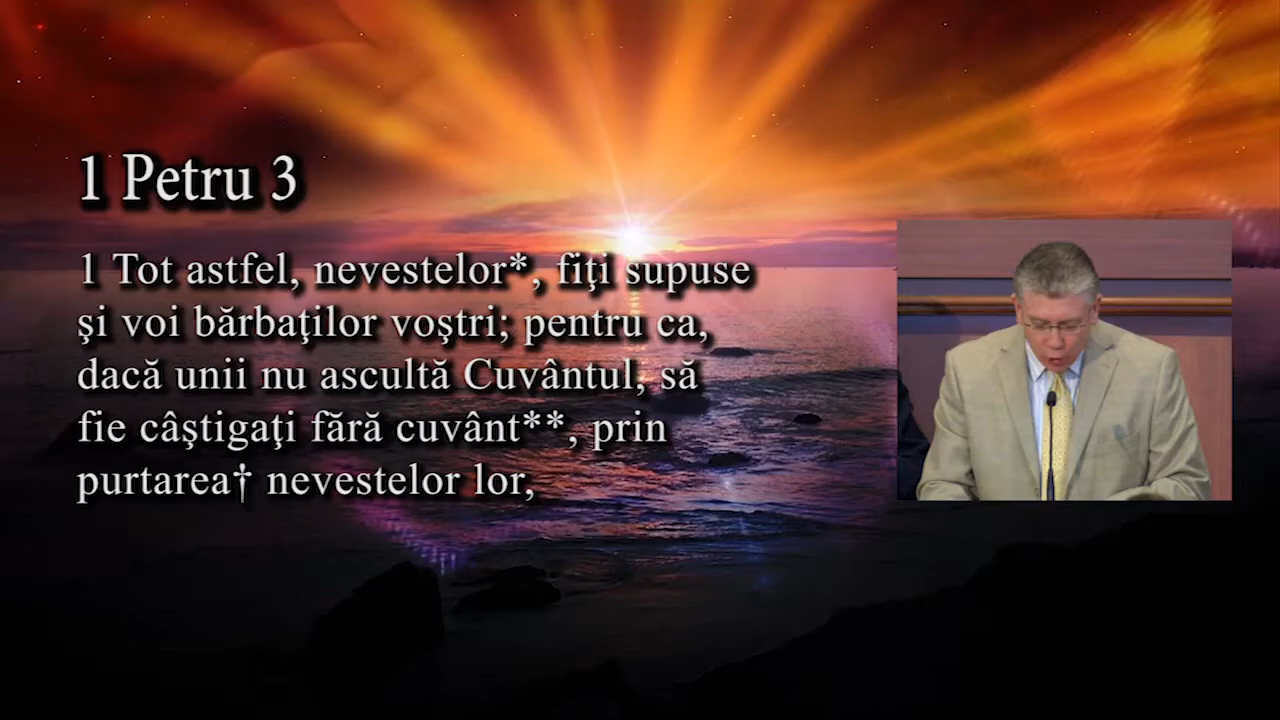 1 Petru 3
1 Tot astfel, nevestelor*, fiţi supuse
şi voi bărbaţilor voştri; pentru ca,
dacă unii nu ascultă Cuvântul, să
fie câştigaţi fără cuvânt**, prin
purtarea† nevestelor lor,